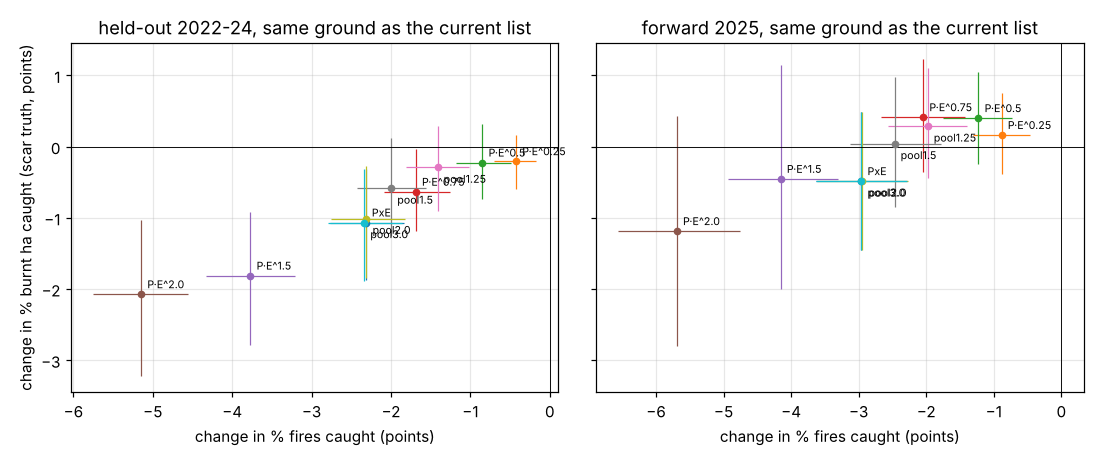 held-out 2022-24, same ground as the current list
change in % burnt ha caught (scar truth, points)
1
0
−1
−2
−3
P·E^0.5
P·E^0.25
pool1.25
P·E^0.75
pool1.5
PxE
pool2.0
pool3.0
P·E^1.5
P·E^2.0
−6
−5
−4
−3
−2
−1
0
change in % fires caught (points)
forward 2025, same ground as the current list
P·E^0.75
P·E^0.5
P·E^0.25
pool1.25
pool1.5
P·E^1.5
PxE
pool3.0
P·E^2.0
−6
−5
−4
−3
−2
−1
0
change in % fires caught (points)